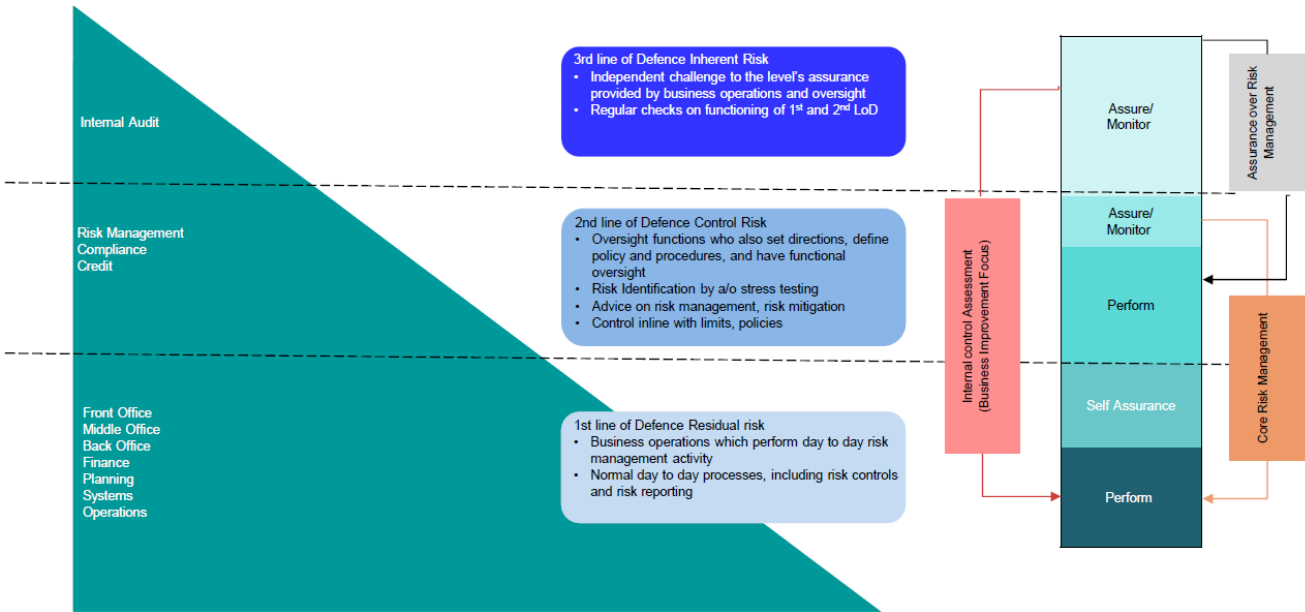 3rd line of Defence Inherent Risk
• Independent challenge to the level's assurance
provided by business operations and oversight
• Regular checks on functioning of 1st and 2nd LoD
Internal Audit
Assure/
Monitor
Assurance over Risk
Management
Risk Management
Compliance
Credit
2nd line of Defence Control Risk
• Oversight functions who also set directions, define
policy and procedures, and have functional
oversight
• Risk Identification by a/o stress testing
• Advice on risk management, risk mitigation
• Control inline with limits, policies
Assure/
Monitor
Perform
Internal control Assessment
(Business Improvement Focus)
Core Risk Management
Front Office
Middle Office
Back Office
Finance
Planning
Systems
Operations
1st line of Defence Residual risk
• Business operations which perform day to day risk
management activity
• Normal day to day processes, including risk controls
and risk reporting
Self Assurance
Perform